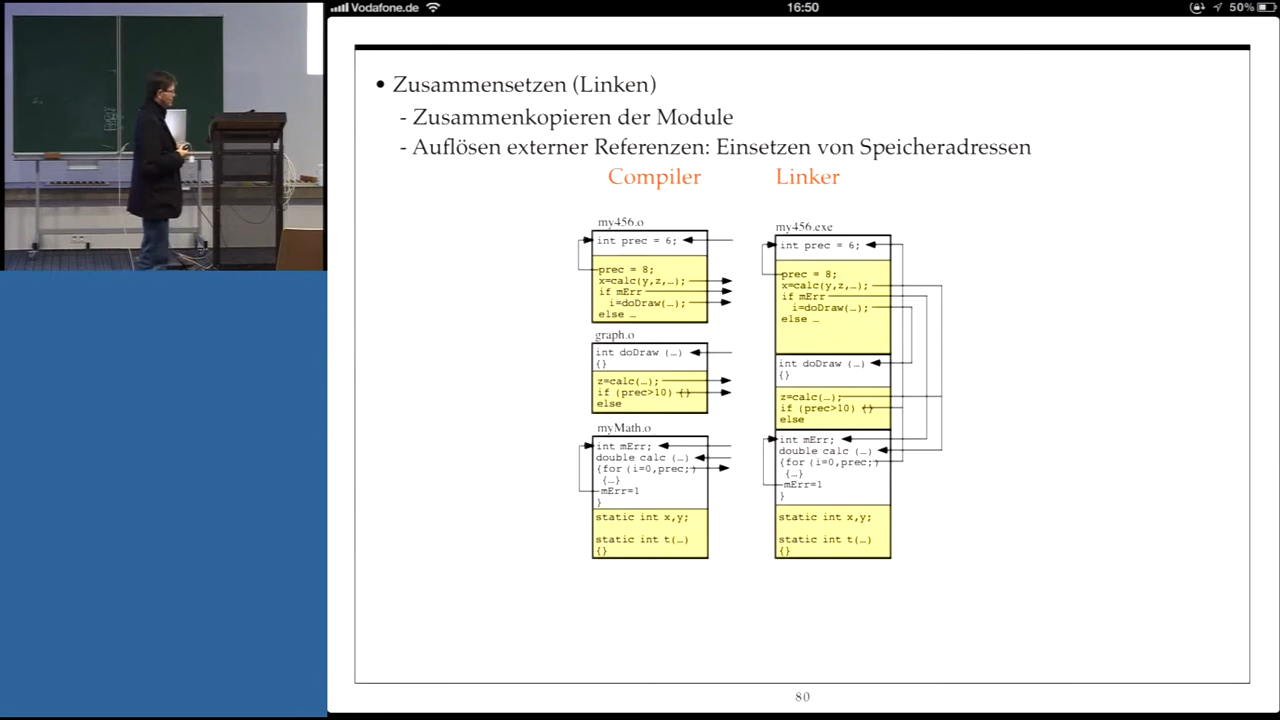 Vodafone.de
16:50
50%
• Zusammensetzen (Linken)
- Zusammenkopieren der Module
- Auflösen externer Referenzen: Einsetzen von Speicheradressen
Compiler
Linker
my456.o
int prec = 6;
prec = 8;
x=calc(y,z,…);
if mErr
i=doDraw(…);
else …
graph.o
int doDraw (…)
{}
z=calc(…);
if (prec>10) {}
else
myMath.o
int mErr;
double calc (…)
{for (i=0,prec;)
{…}
mErr=1
}
static int x,y;
static int t(…)
{}
my456.exe
int prec = 6;
prec = 8;
x=calc(y,z,…);
if mErr
i=doDraw(…);
else …
int doDraw (…)
{}
z=calc(…);
if (prec>10) {}
else
int mErr;
double calc (…)
{for (i=0,prec;)
{…}
mErr=1
}
static int x,y;
static int t(…)
{}
80